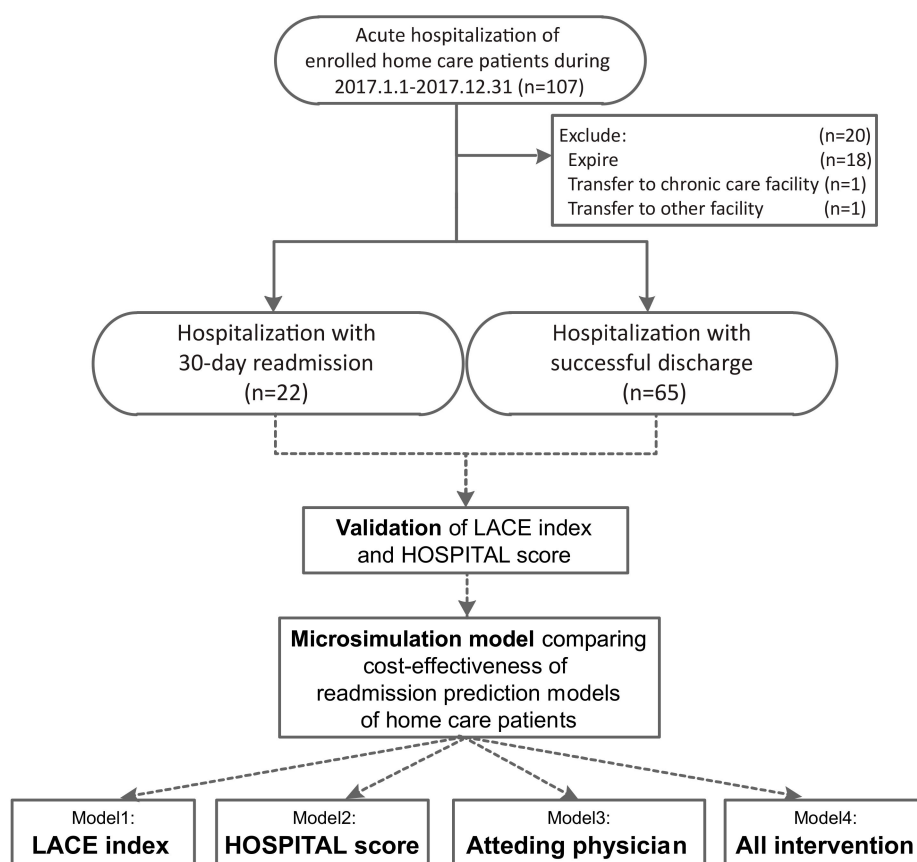 Acute hospitalization of
enrolled home care patients during
2017.1.1-2017.12.31 (n=107)
Exclude: (n=20)
Expire (n=18)
Transfer to chronic care facility (n=1)
Transfer to other facility (n=1)
Hospitalization with
30-day readmission
(n=22)
Hospitalization with
successful discharge
(n=65)
Validation of LACE index
and HOSPITAL score
Microsimulation model comparing
cost-effectiveness of
readmission prediction models
of home care patients
Model1:
LACE index
Model2:
HOSPITAL score
Model3:
Atteding physician
Model4:
All intervention